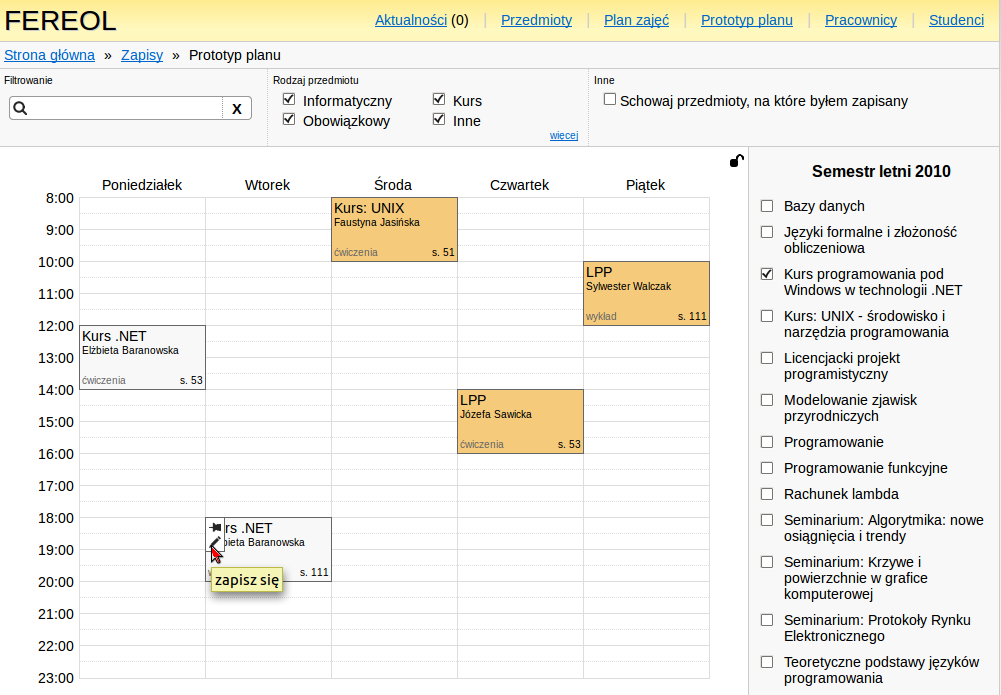 FEREOL
Aktualności (0) | Przedmioty | Plan zajęć | Prototyp planu | Pracownicy | Studenci
Strona główna » Zapisy » Prototyp planu
Filtrowanie
X
Rodzaj przedmiotu
Informatyczny
Kurs
Obowiązkowy
Inne
więcej
Inne
Schowaj przedmioty, na które byłem zapisany
Poniedziałek Wtorek Środa Czwartek Piątek
8:00
9:00
10:00
11:00
12:00
13:00
14:00
15:00
16:00
17:00
18:00
19:00
20:00
21:00
22:00
23:00
Kurs: UNIX
Faustyna Jasińska
ćwiczenia s. 51
LPP
Sylwester Walczak
wykład s. 111
Kurs .NET
Elżbieta Baranowska
ćwiczenia s. 53
LPP
Józefa Sawicka
ćwiczenia s. 53
rs .NET
bieta Baranowska
s. 111
zapisz się
Semestr letni 2010
Bazy danych
Języki formalne i złożoność
obliczeniowa
Kurs programowania pod
Windows w technologii .NET
Kurs: UNIX - środowisko i
narzędzia programowania
Licencjacki projekt
programistyczny
Modelowanie zjawisk
przyrodniczych
Programowanie
Programowanie funkcyjne
Rachunek lambda
Seminarium: Algorytmika: nowe
osiągnięcia i trendy
Seminarium: Krzywe i
powierzchnie w grafice
komputerowej
Seminarium: Protokoły Rynku
Elektronicznego
Teoretyczne podstawy języków
programowania